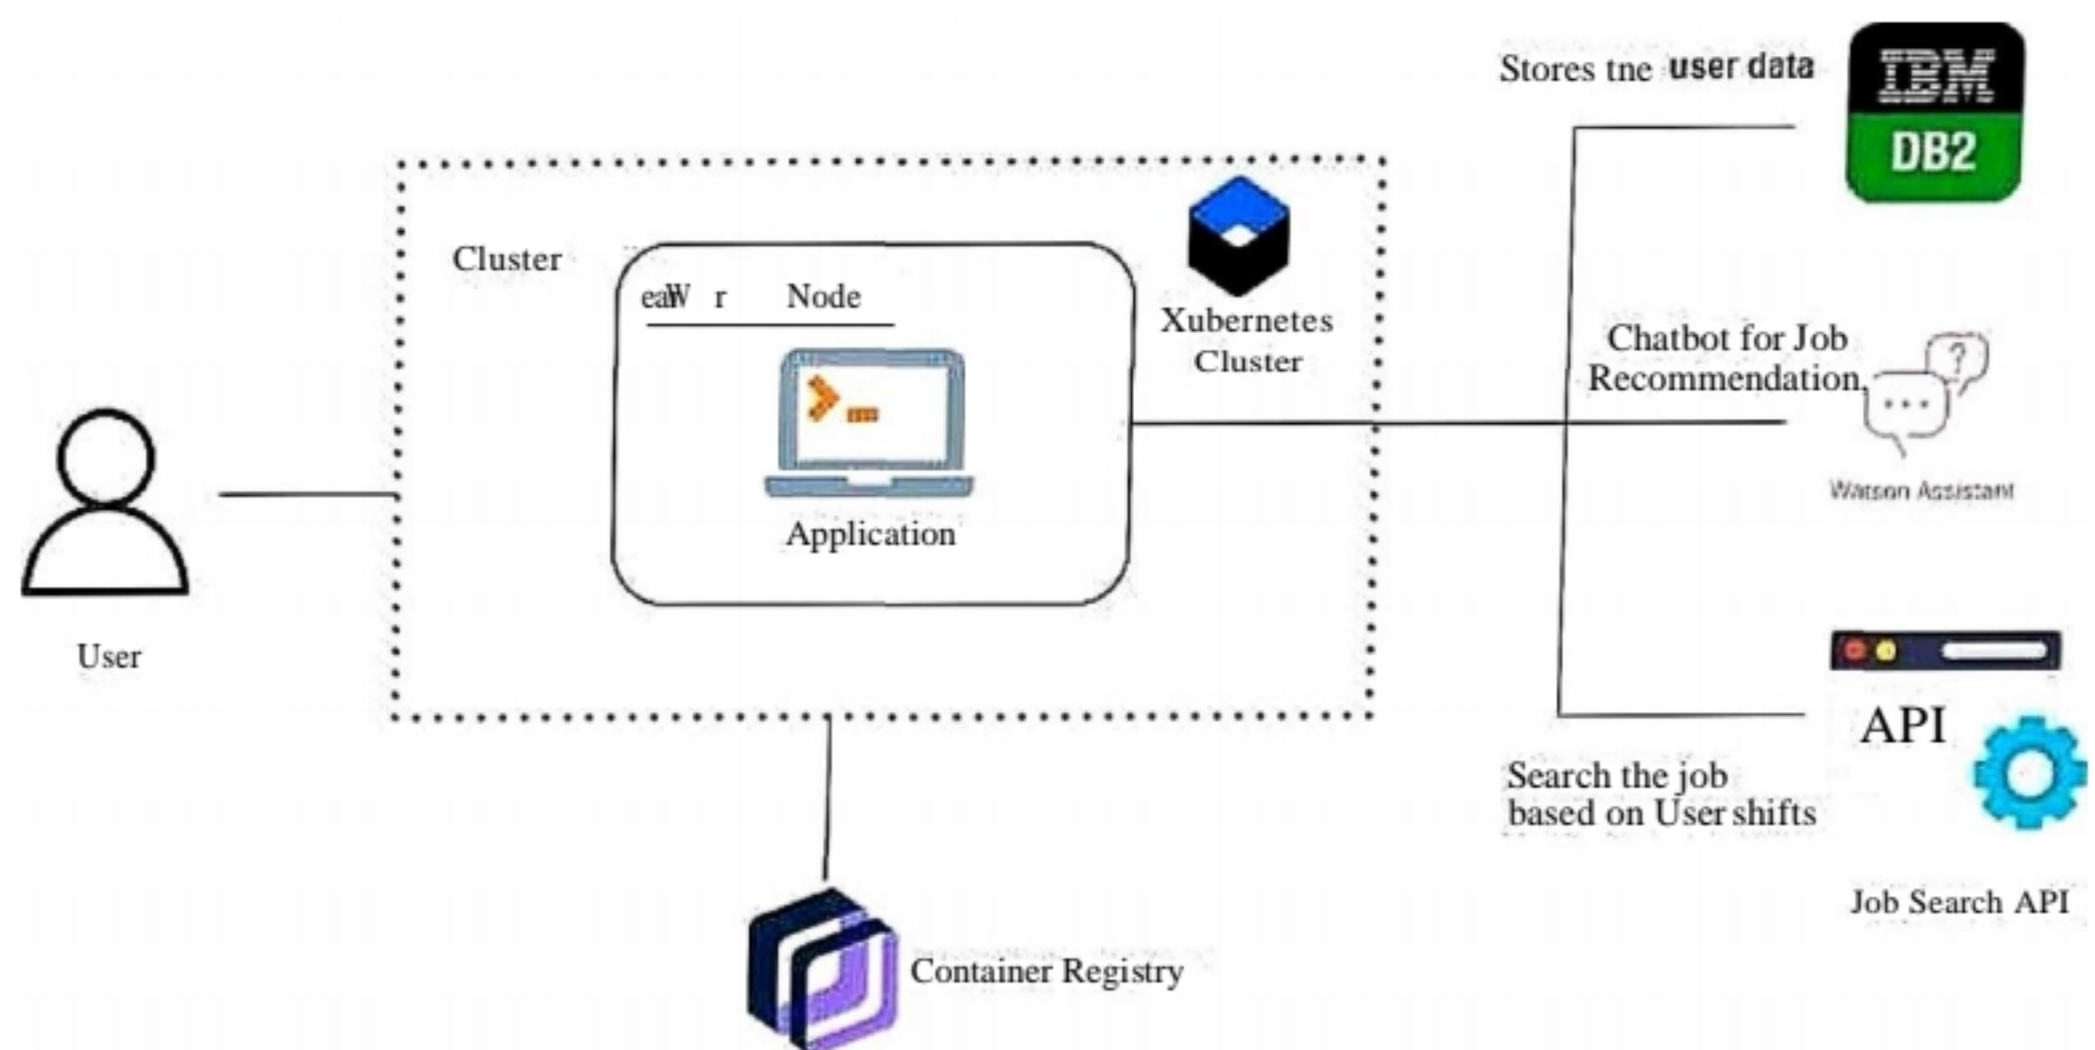 Stores tne user data
IBM
DB2
Cluster
Node
Xubernetes
Cluster
Chatbot for Job
Recommendation,
?
Watson Assistant
>_
Application
User
API
Search the job
based on User shifts
Job Search API
Container Registry